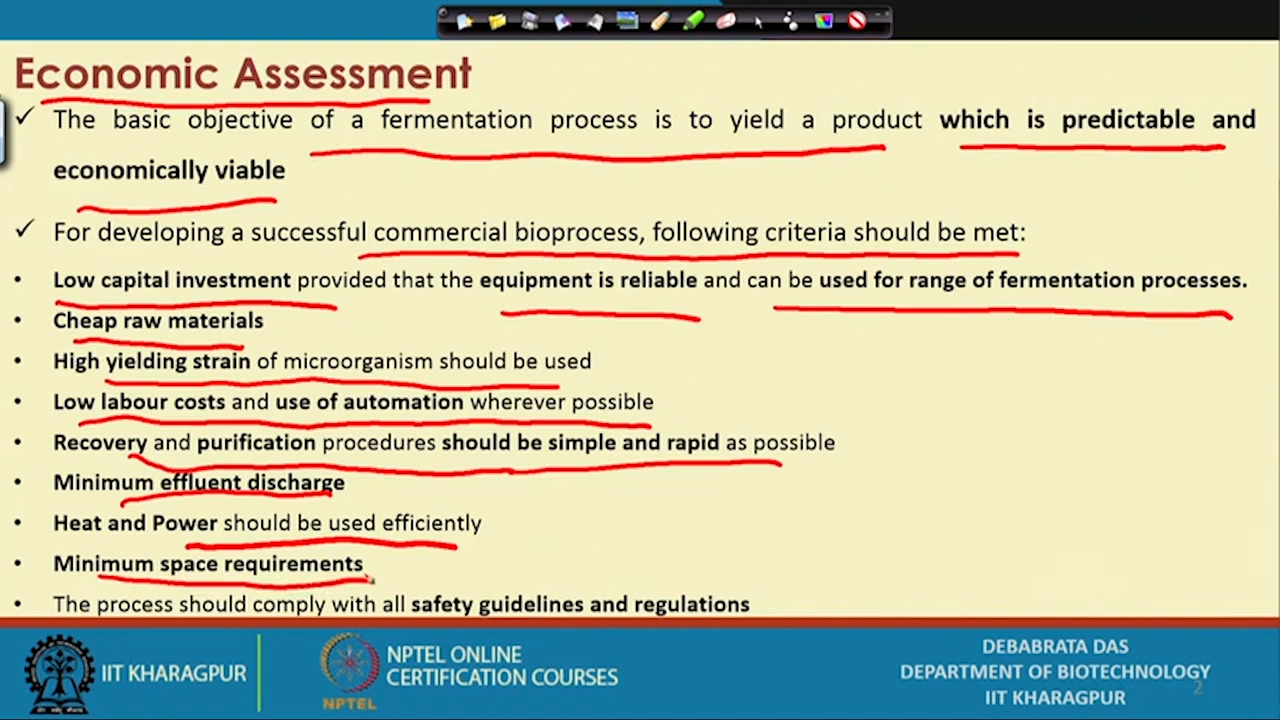 Economic Assessment
✓ The basic objective of a fermentation process is to yield a product which is predictable and
economically viable
✓ For developing a successful commercial bioprocess, following criteria should be met:
• Low capital investment provided that the equipment is reliable and can be used for range of fermentation processes.
• Cheap raw materials
• High yielding strain of microorganism should be used
• Low labour costs and use of automation wherever possible
• Recovery and purification procedures should be simple and rapid as possible
• Minimum effluent discharge
• Heat and Power should be used efficiently
• Minimum space requirements
• The process should comply with all safety guidelines and regulations
IIT KHARAGPUR
NPTEL
NPTEL ONLINE
CERTIFICATION COURSES
DEBABRATA DAS
DEPARTMENT OF BIOTECHNOLOGY
IIT KHARAGPUR
2